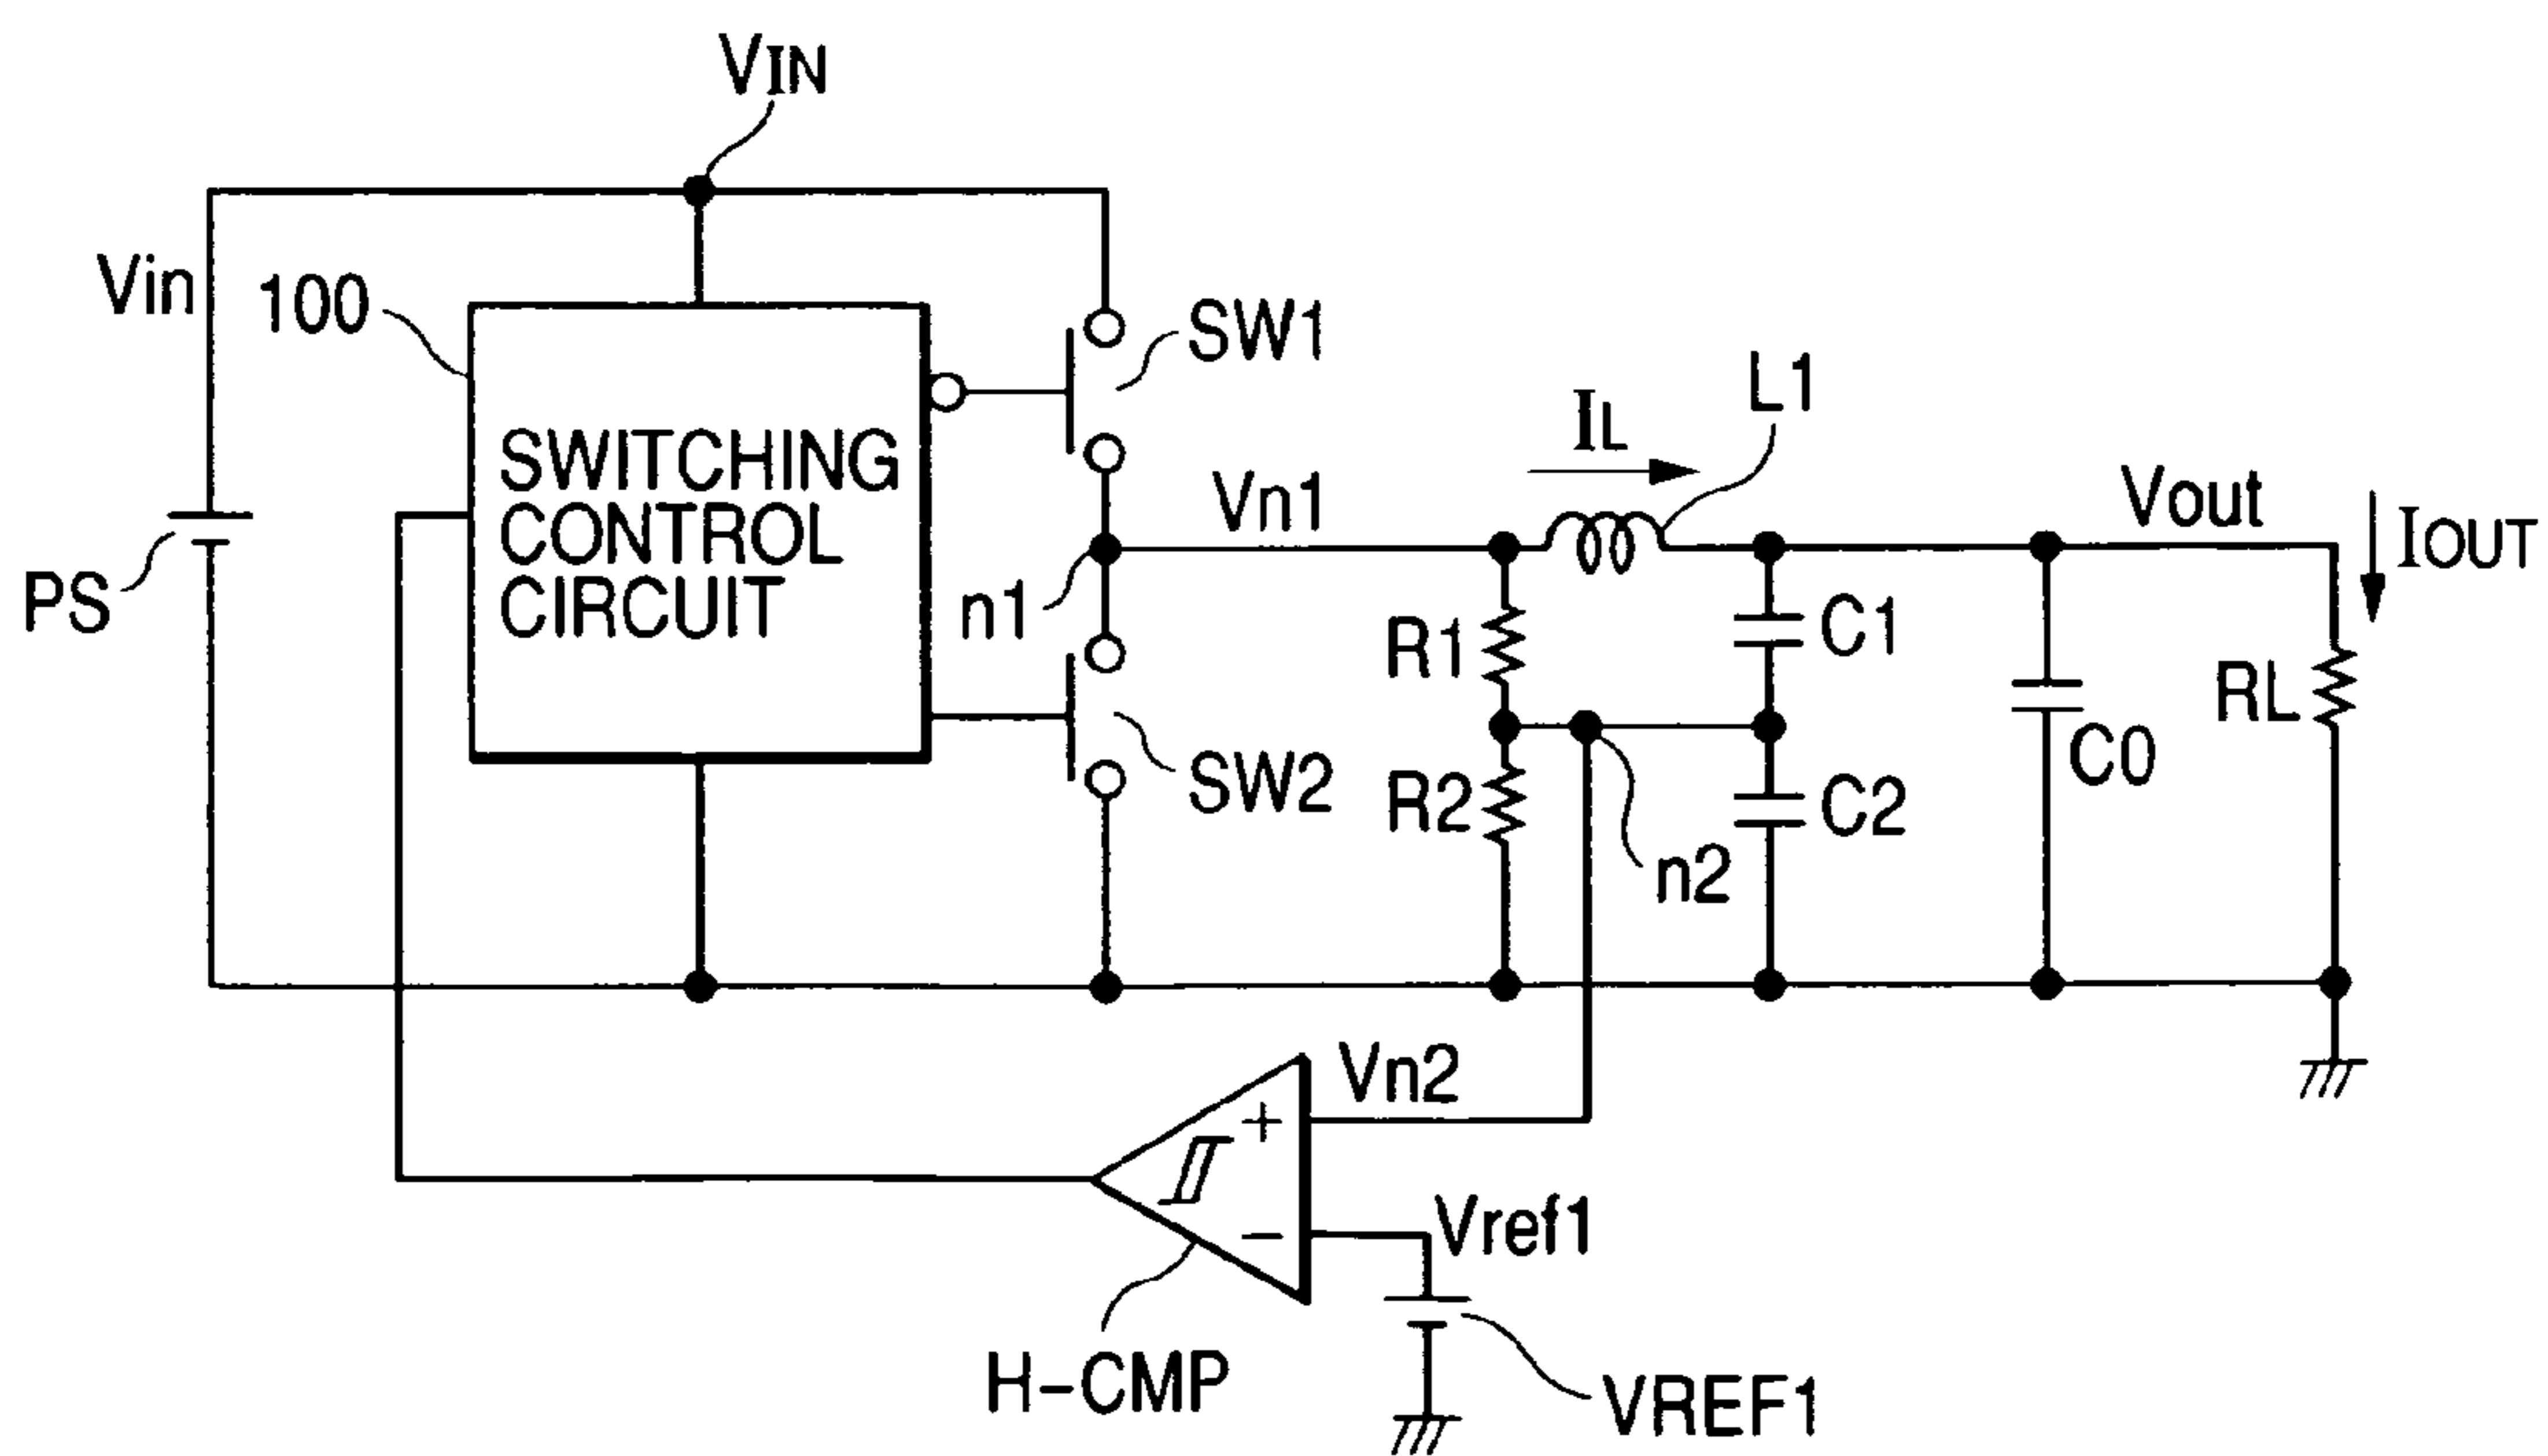 VIN
Vin
100
SW1
L1
IL
SWITCHING
CONTROL
CIRCUIT
Vn1
Vout
IOUT
PS
n1
R1
C1
RL
SW2
R2
C2
C0
n2
Vn2
+
−
Vref1
H-CMP
VREF1